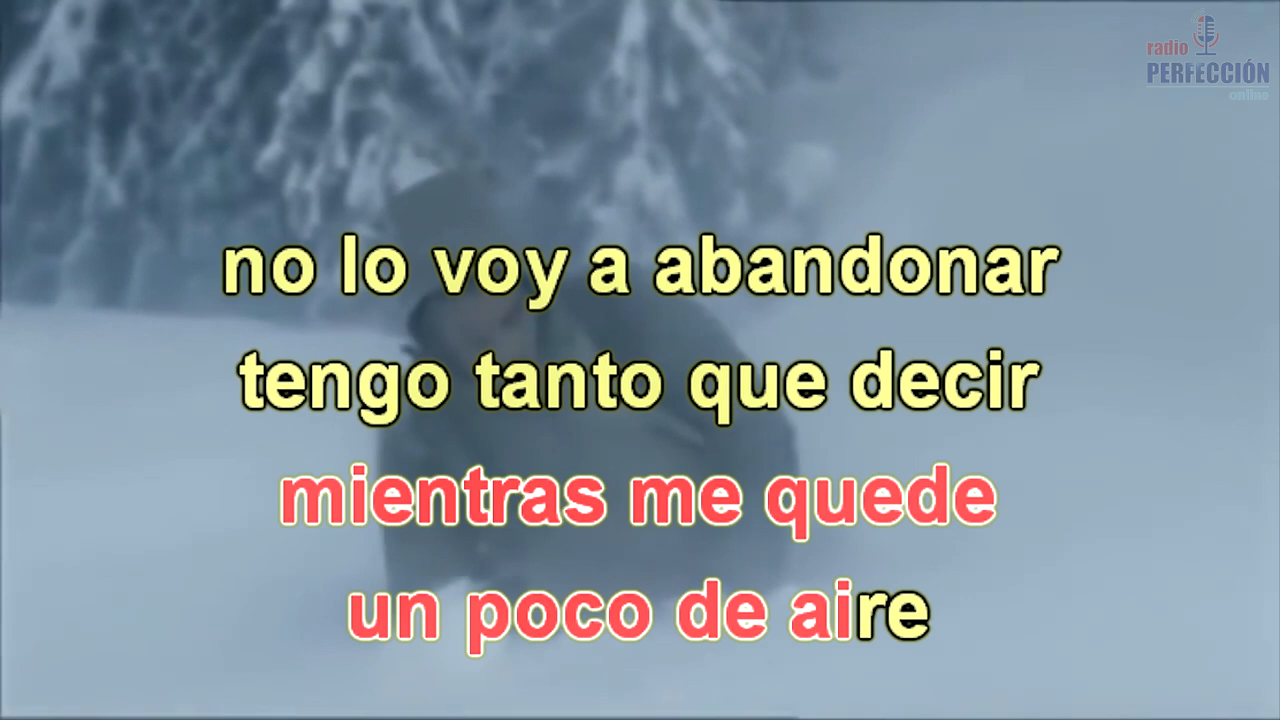 radio
PERFECCIÓN
online
no lo voy a abandonar
tengo tanto que decir
mientras me quede
un poco de aire